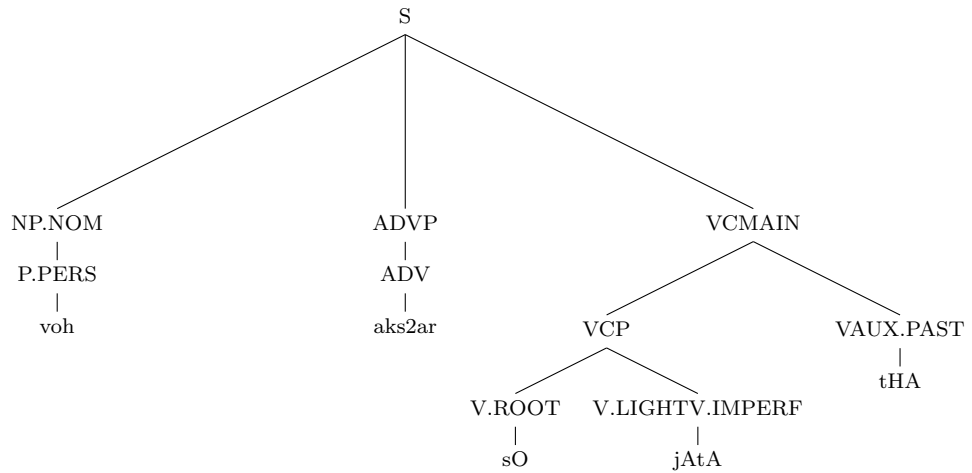 S
NP.NOM ADVP VCMAIN
P.PERS ADV
voh aks2ar VCP VAUX.PAST
tHA
V.ROOT V.LIGHTV.IMPERF
sO jAtA